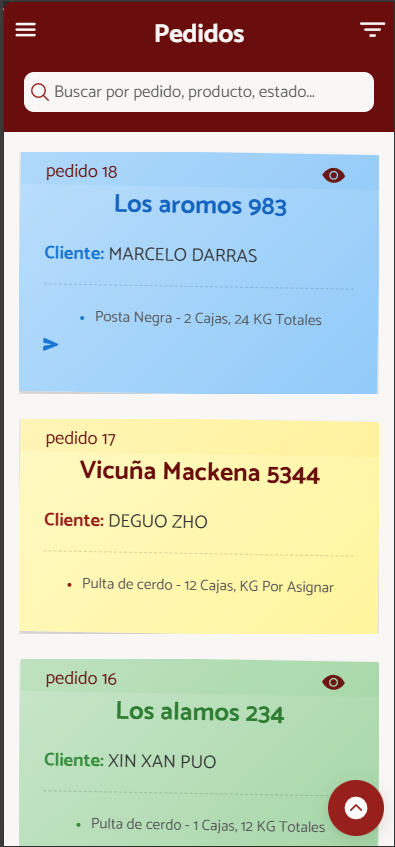 Pedidos
Buscar por pedido, producto, estado...
pedido 18
Los aromos 983
Cliente: MARCELO DARRAS
• Posta Negra - 2 Cajas, 24 KG Totales
pedido 17
Vicuña Mackena 5344
Cliente: DEGUO ZHO
• Pulta de cerdo - 12 Cajas, KG Por Asignar
pedido 16
Los alamos 234
Cliente: XIN XAN PUO
• Pulta de cerdo - 1 Cajas, 12 KG Totales